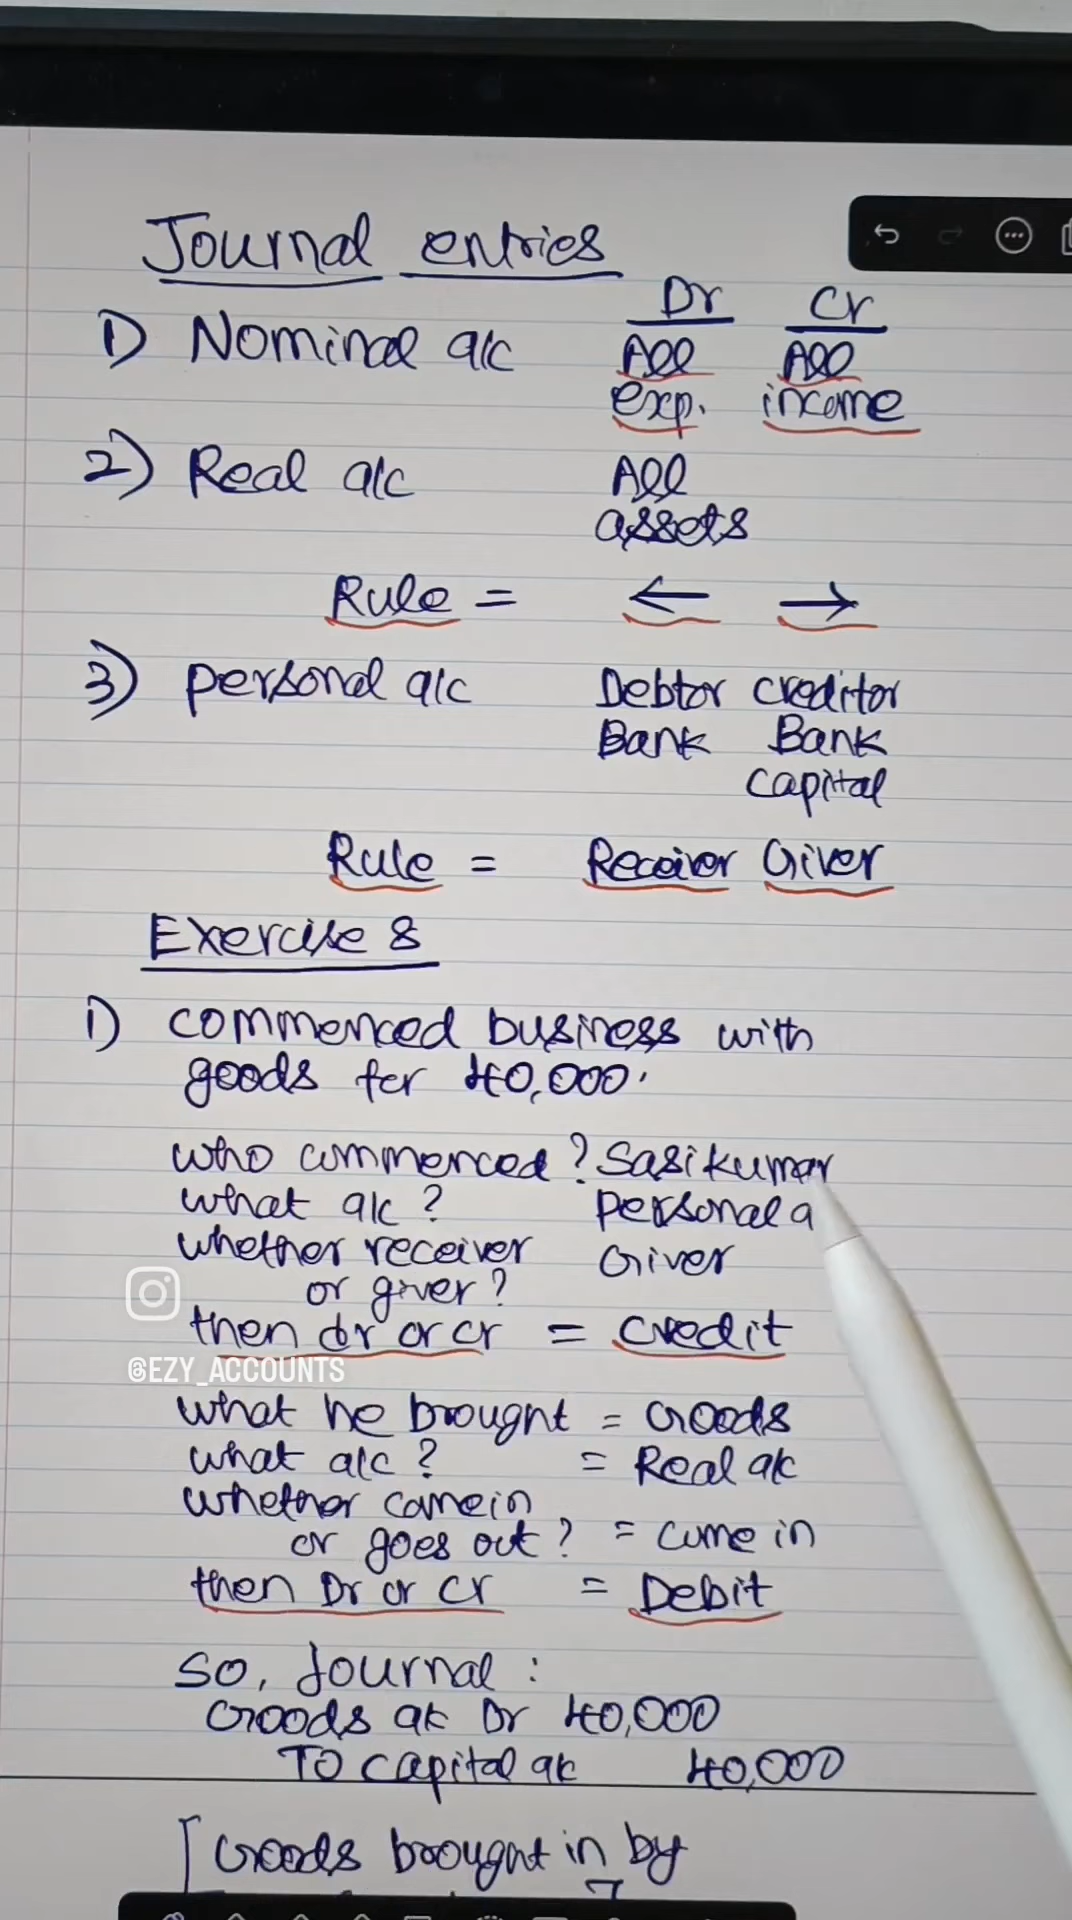 Journal entries
Dr Cr
1) Nominal a/c All All
exp. income
2) Real a/c All
assets
Rule = ← →
3) personal a/c Debtor creditor
Bank Bank
capital
Rule = Receiver Giver
Exercise 8
1) commenced business with
goods for 40,000.
who commenced? Sasikumar
what a/c? personal a
whether receiver Giver
or giver?
then dr or cr = credit
@EZY_ACCOUNTS
what he brought = Goods
what a/c? = Real a/c
whether came in
or goes out? = came in
then Dr or Cr = Debit
So, Journal:
Goods a/c Dr 40,000
To capital a/c 40,000
[Goods brought in by